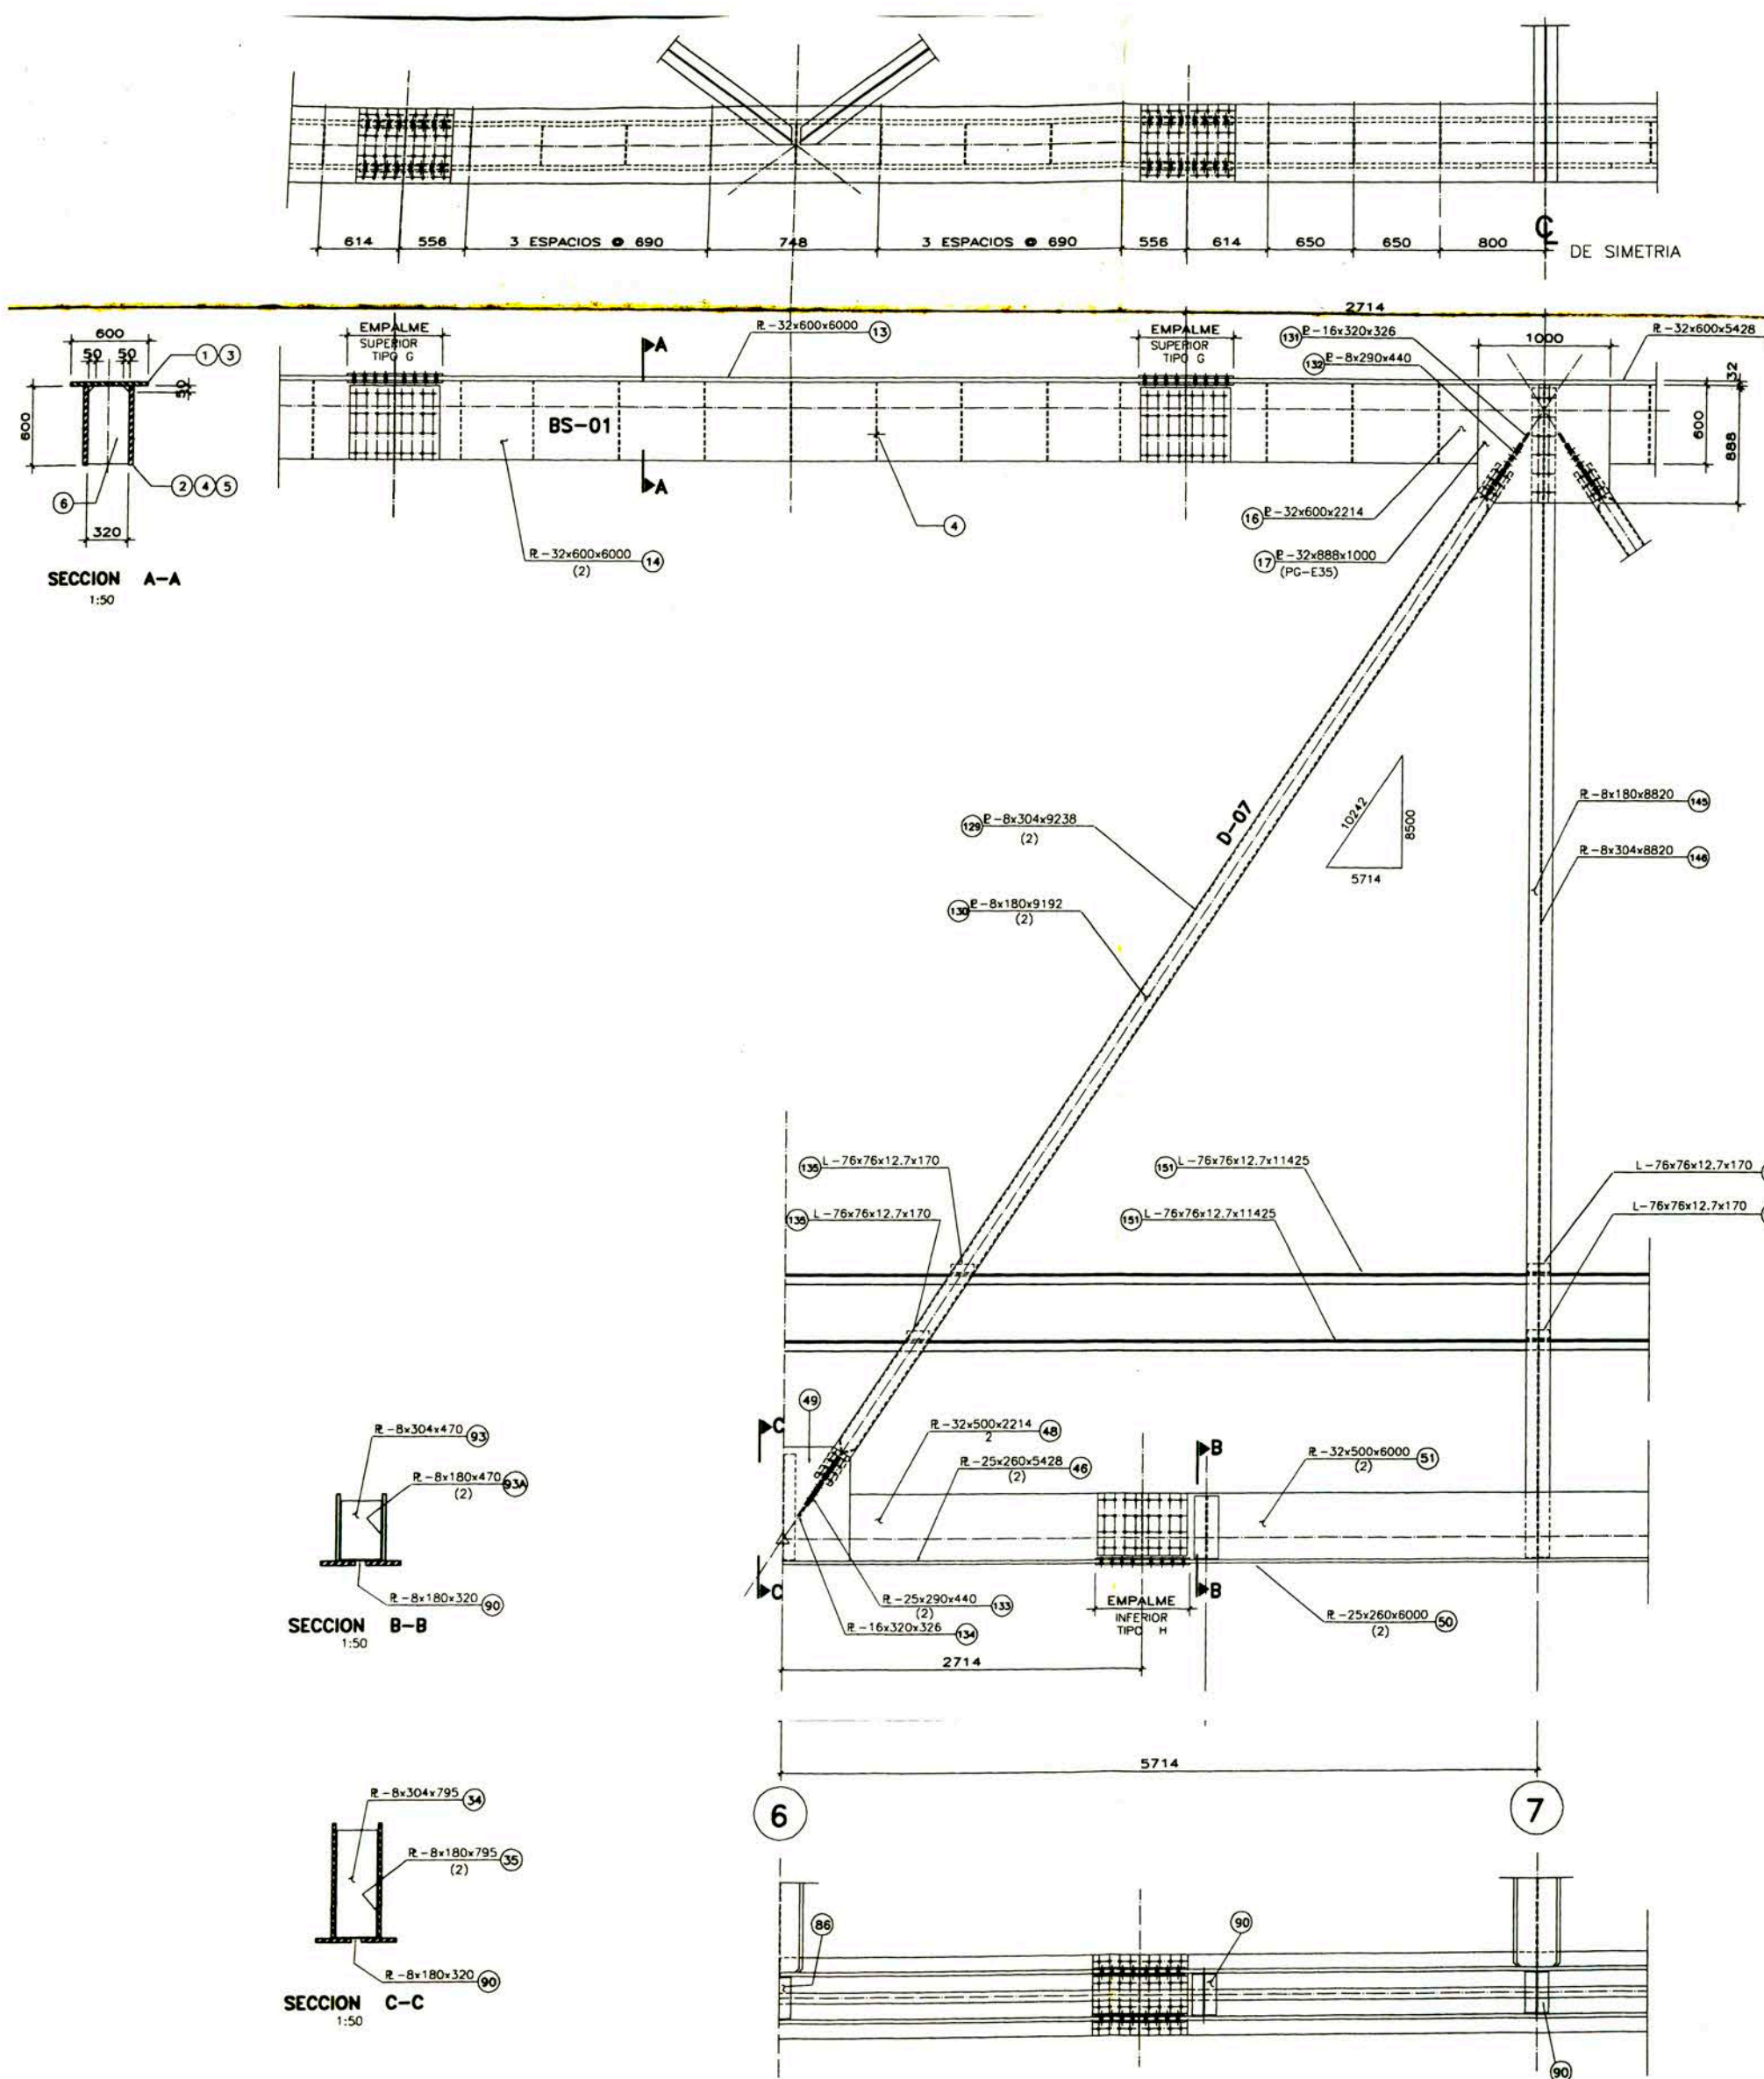 614 556 3 ESPACIOS @ 690 748 3 ESPACIOS @ 690 556 614 650 650 800 ℄
DE SIMETRIA
2714
600
50 50
1 3
50
600
6
2 4 5
320
SECCION A-A
1:50
EMPALME
SUPERIOR
TIPO G
A
PL-32x600x6000 13
BS-01
A
PL-32x600x6000 14
(2)
4
EMPALME
SUPERIOR
TIPO G
131 PL-16x320x326
132 PL-8x290x440
1000
PL-32x600x5428
32
600
888
16 PL-32x600x2214
17 PL-32x888x1000
(PG-E35)
129 PL-8x304x9238
(2)
D-07
130 PL-8x180x9192
(2)
10242
8500
5714
PL-8x180x8820 145
PL-8x304x8820 146
135 L-76x76x12.7x170
135 L-76x76x12.7x170
151 L-76x76x12.7x11425
151 L-76x76x12.7x11425
L-76x76x12.7x170
L-76x76x12.7x170
49
C
PL-32x500x2214 48
2
PL-25x260x5428 46
(2)
B
PL-32x500x6000 51
(2)
C
PL-25x290x440 133
(2)
PL-16x320x326 134
EMPALME
INFERIOR
TIPO H
B
PL-25x260x6000 50
(2)
2714
PL-8x304x470 93
PL-8x180x470 93A
(2)
PL-8x180x320 90
SECCION B-B
1:50
5714
6
7
PL-8x304x795 34
PL-8x180x795 35
(2)
PL-8x180x320 90
SECCION C-C
1:50
86
90
90